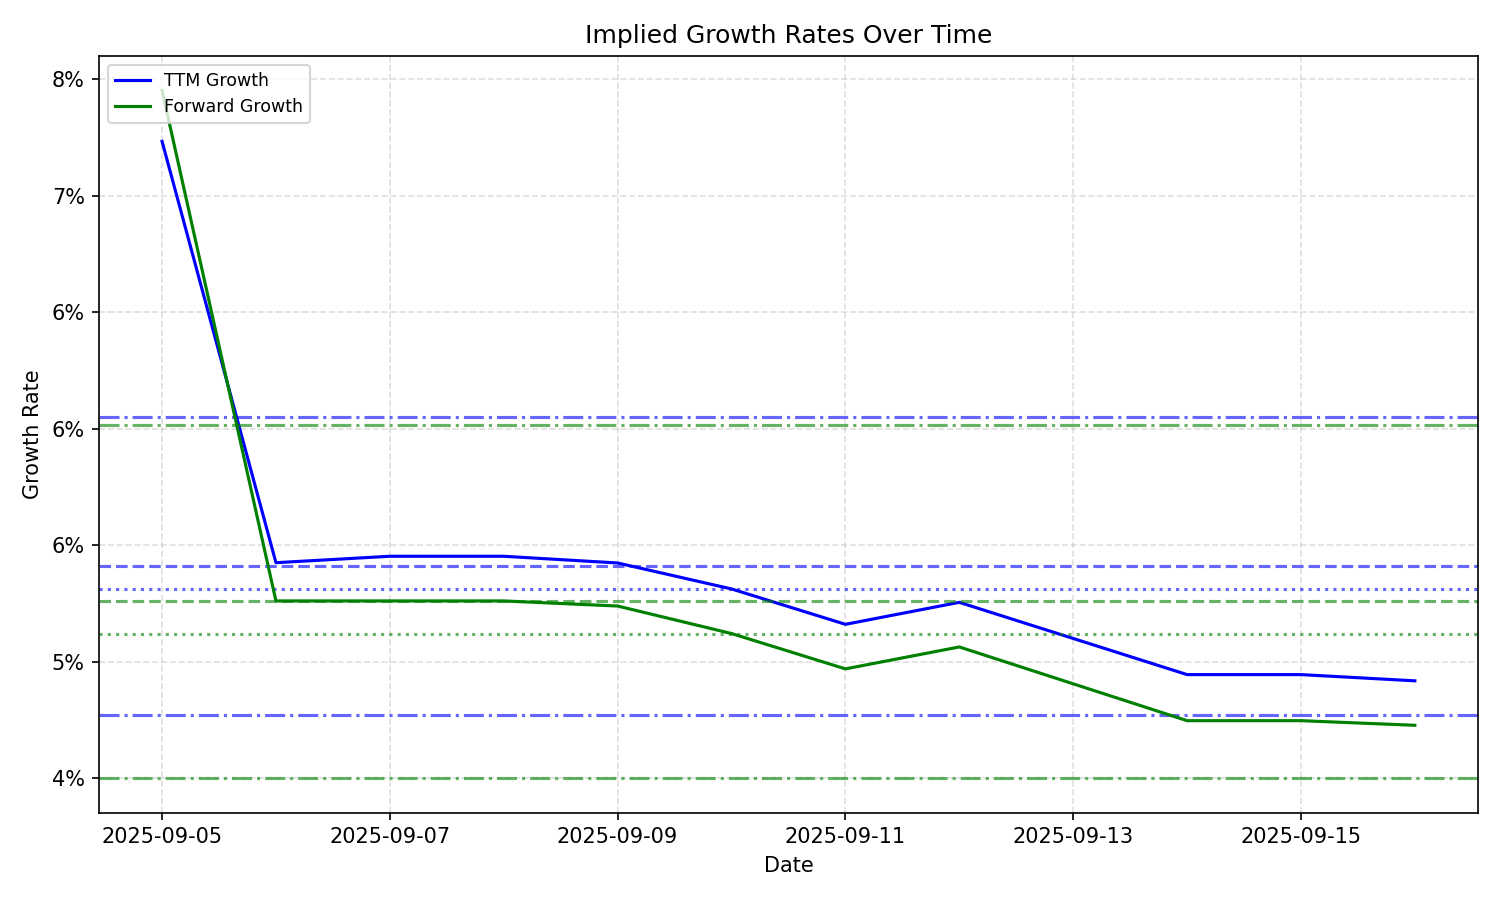 Implied Growth Rates Over Time
TTM Growth
Forward Growth
8%
7%
6%
6%
6%
5%
4%
Growth Rate
2025-09-05
2025-09-07
2025-09-09
2025-09-11
2025-09-13
2025-09-15
Date